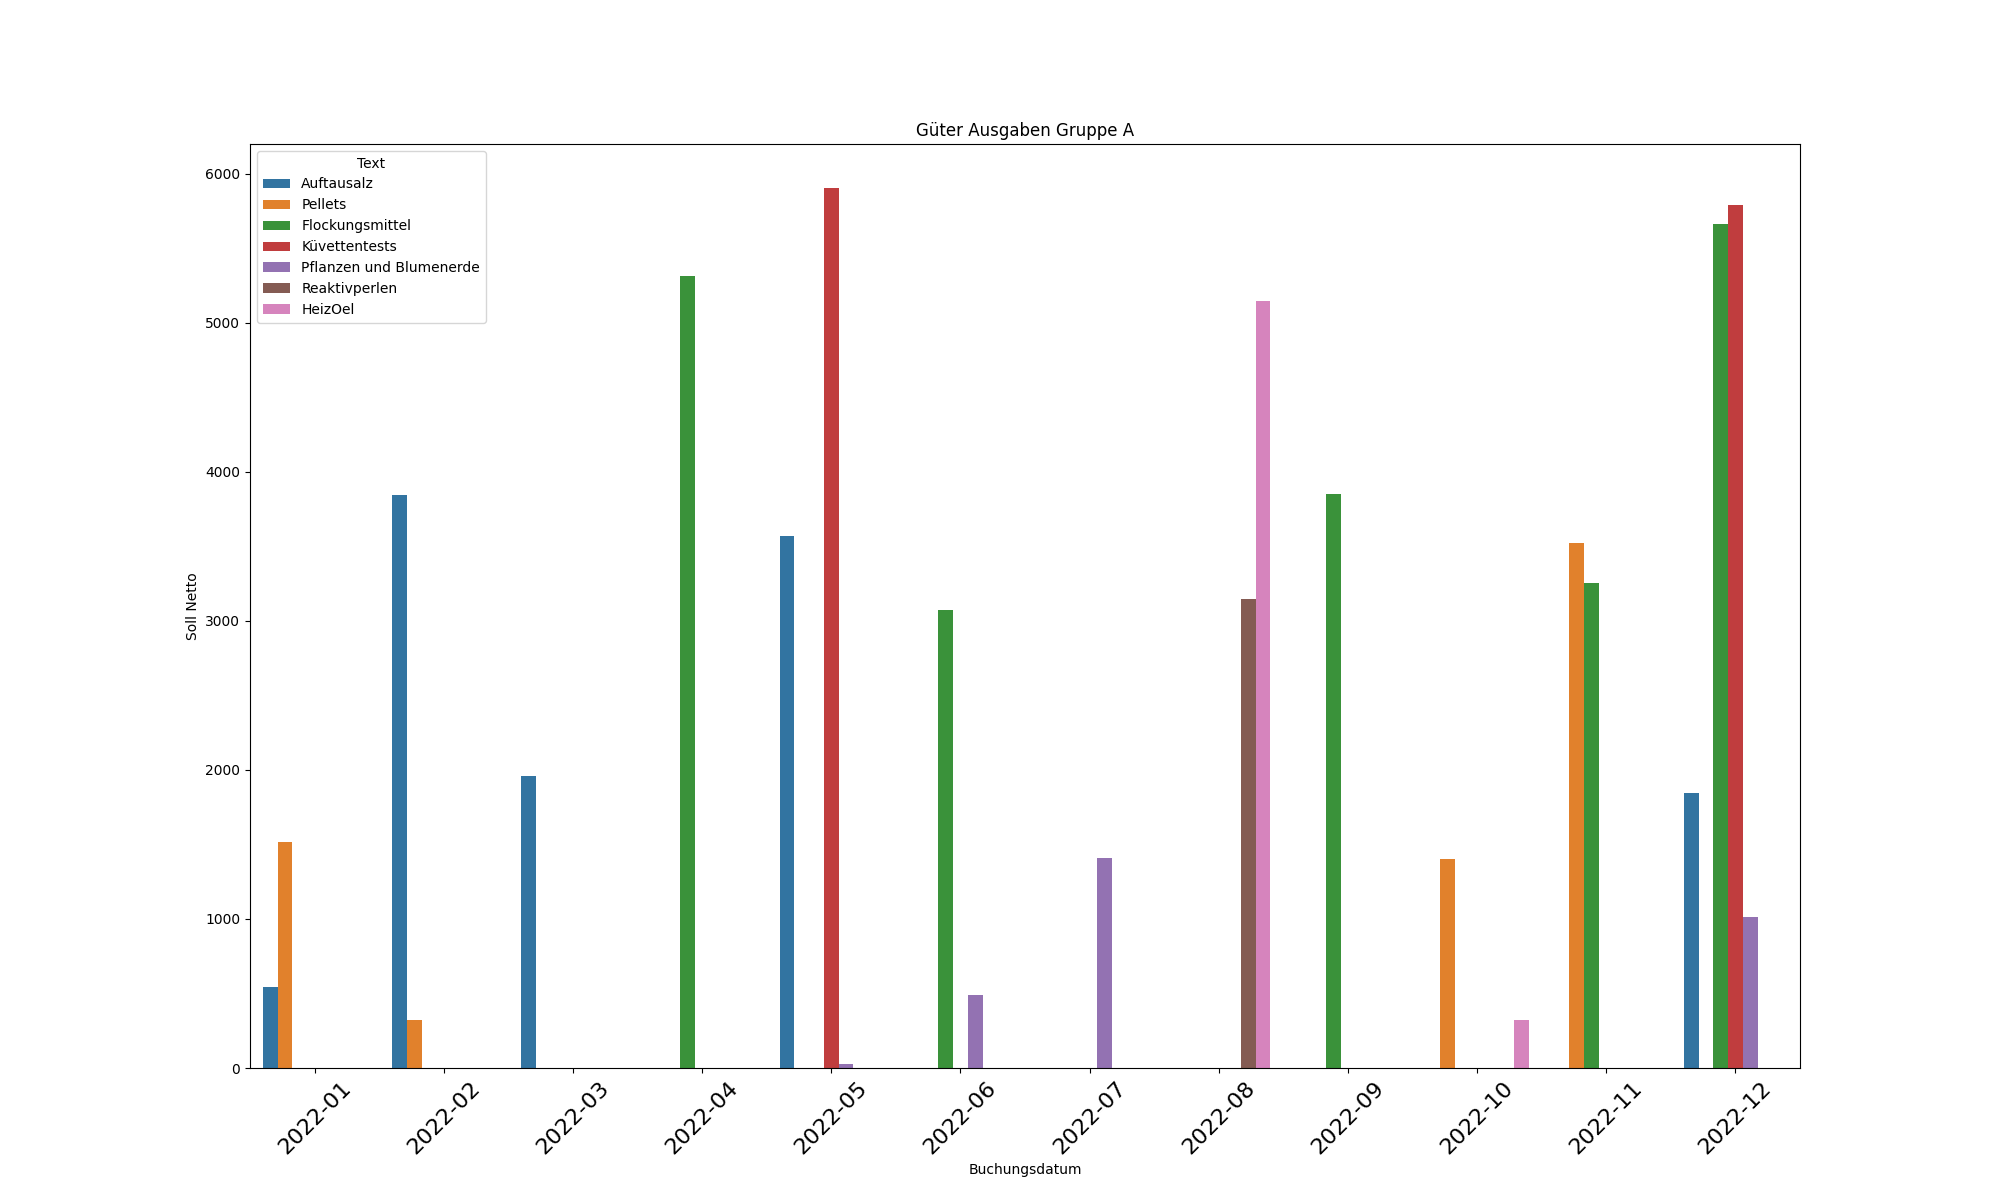 Güter Ausgaben Gruppe A
Text
Auftausalz
Pellets
Flockungsmittel
Küvettentests
Pflanzen und Blumenerde
Reaktivperlen
HeizOel
6000
5000
4000
3000
2000
1000
0
Soll Netto
2022-01
2022-02
2022-03
2022-04
2022-05
2022-06
2022-07
2022-08
2022-09
2022-10
2022-11
2022-12
Buchungsdatum